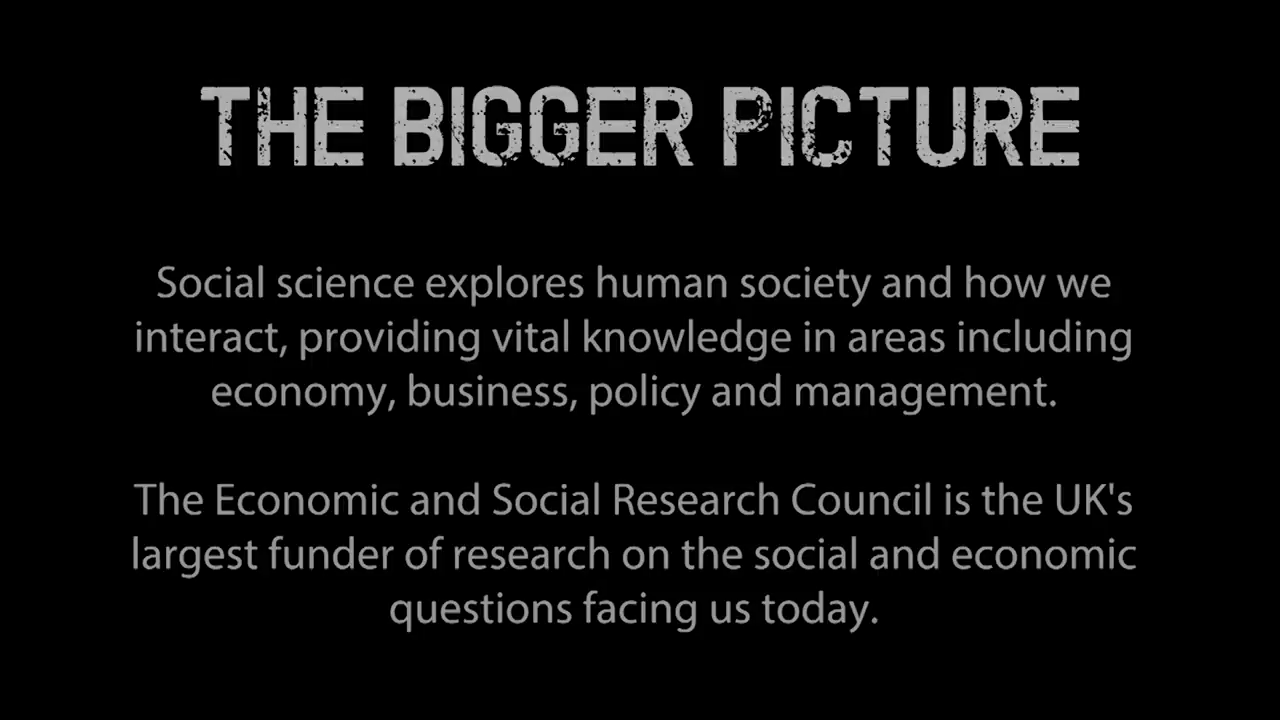 THE BIGGER PICTURE
Social science explores human society and how we
interact, providing vital knowledge in areas including
economy, business, policy and management.
The Economic and Social Research Council is the UK's
largest funder of research on the social and economic
questions facing us today.